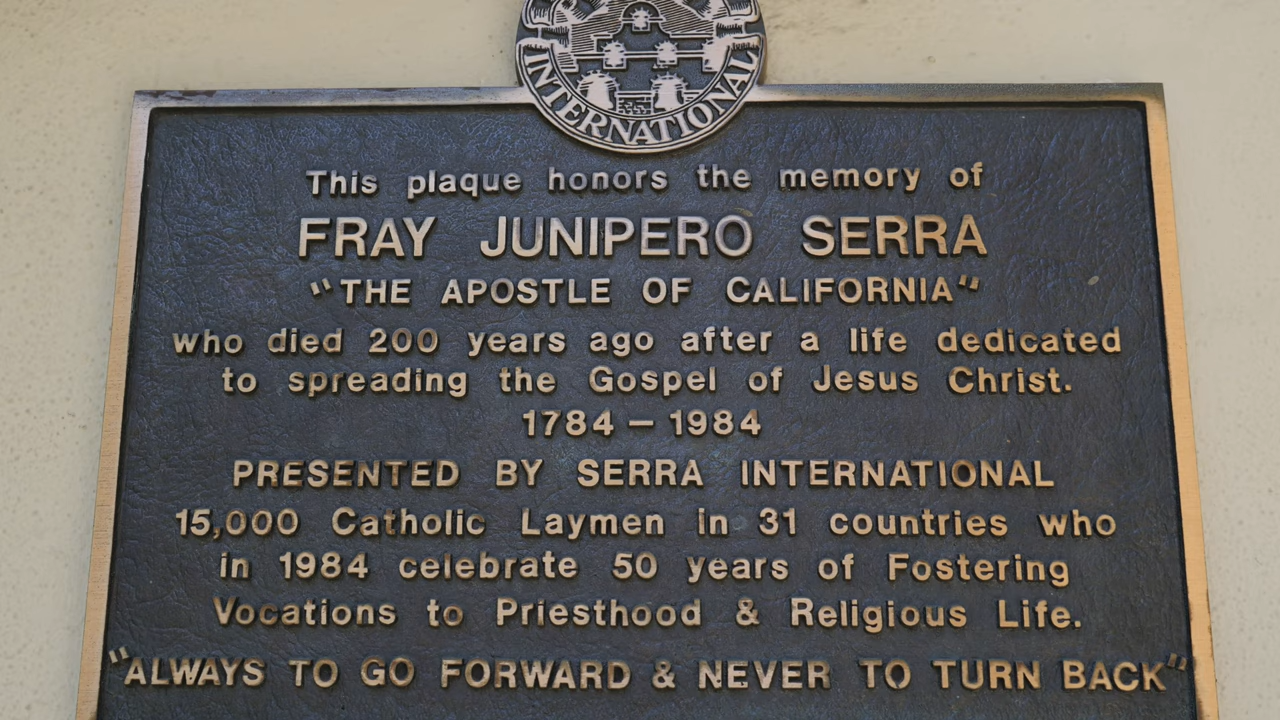 INTERNATIONAL
This plaque honors the memory of
FRAY JUNIPERO SERRA
"THE APOSTLE OF CALIFORNIA"
who died 200 years ago after a life dedicated
to spreading the Gospel of Jesus Christ.
1784 – 1984
PRESENTED BY SERRA INTERNATIONAL
15,000 Catholic Laymen in 31 countries who
in 1984 celebrate 50 years of Fostering
Vocations to Priesthood & Religious Life.
"ALWAYS TO GO FORWARD & NEVER TO TURN BACK"